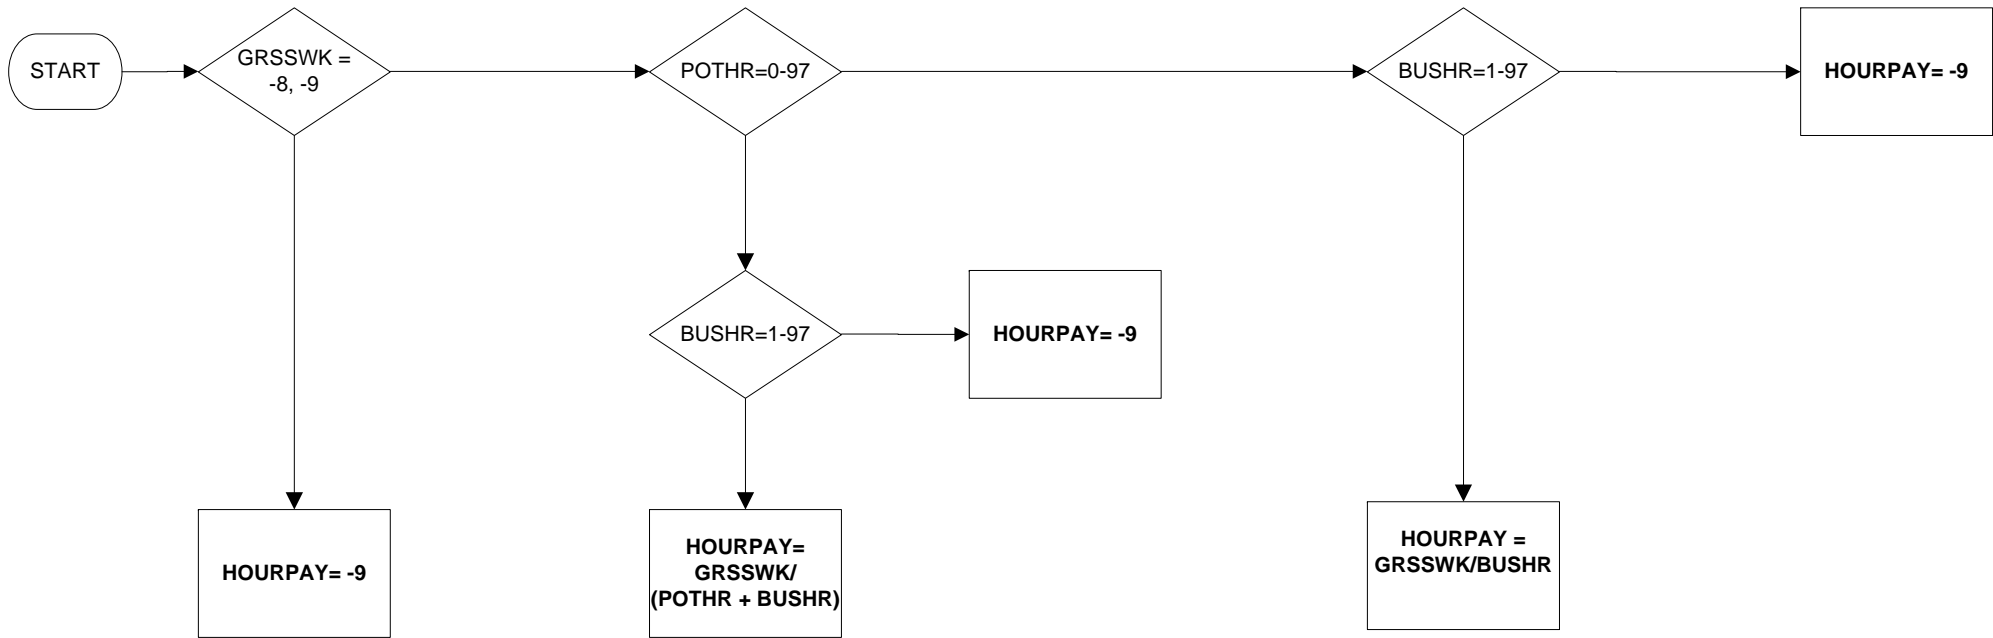 START
GRSSWK =
-8, -9
POTHR=0-97
BUSHR=1-97
HOURPAY= -9
BUSHR=1-97
HOURPAY= -9
HOURPAY= -9
HOURPAY=
GRSSWK/
(POTHR + BUSHR)
HOURPAY =
GRSSWK/BUSHR